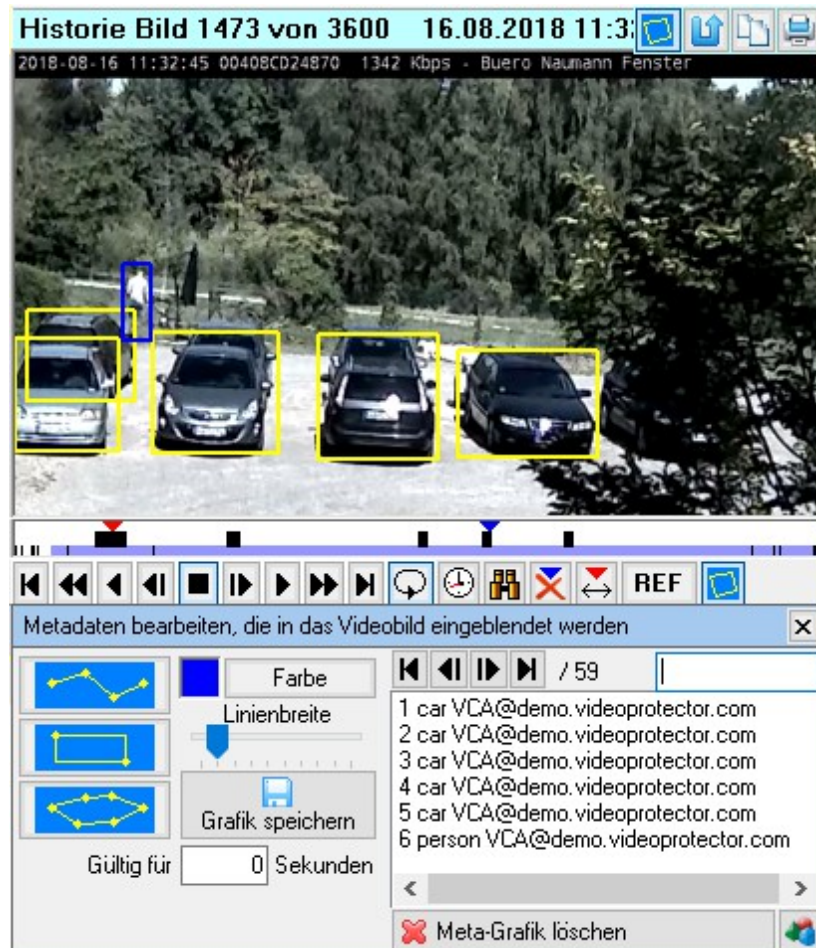 Historie Bild 1473 von 3600 16.08.2018 11:3
2018-08-16 11:32:45 00408CD24870 1342 Kbps - Buero Naumann Fenster
REF
Metadaten bearbeiten, die in das Videobild eingeblendet werden
Farbe
/ 59
Linienbreite
1 car VCA@demo.videoprotector.com
2 car VCA@demo.videoprotector.com
3 car VCA@demo.videoprotector.com
4 car VCA@demo.videoprotector.com
5 car VCA@demo.videoprotector.com
6 person VCA@demo.videoprotector.com
Grafik speichern
Gültig für 0 Sekunden
Meta-Grafik löschen